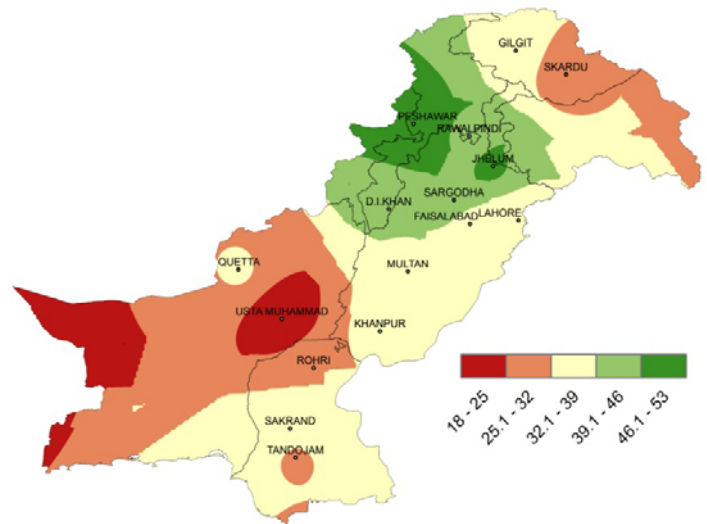 GILGIT
SKARDU
PESHAWAR
RAWALPINDI
JHELUM
SARGODHA
D.I.KHAN
FAISALABAD
LAHORE
QUETTA
MULTAN
USTA MUHAMMAD
KHANPUR
ROHRI
SAKRAND
TANDOJAM
18 - 25
25.1 - 32
32.1 - 39
39.1 - 46
46.1 - 53